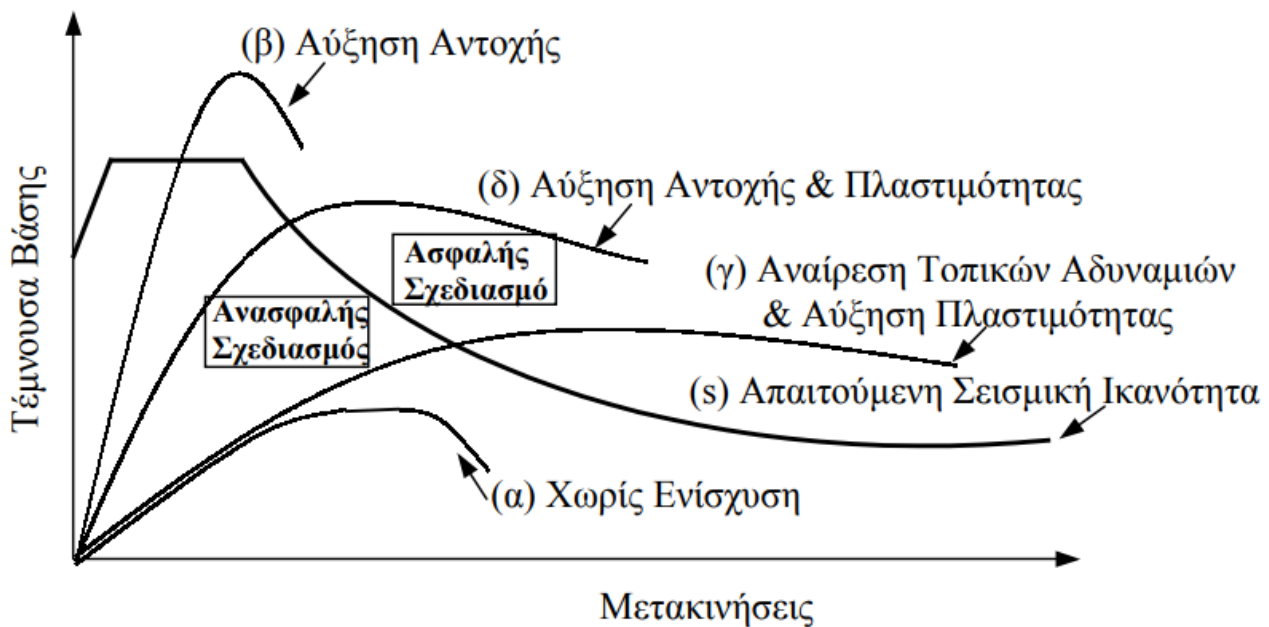 (β) Αύξηση Αντοχής
(δ) Αύξηση Αντοχής & Πλαστιμότητας
Ασφαλής
Σχεδιασμό
(γ) Αναίρεση Τοπικών Αδυναμιών
& Αύξηση Πλαστιμότητας
Ανασφαλής
Σχεδιασμός
(s) Απαιτούμενη Σεισμική Ικανότητα
(α) Χωρίς Ενίσχυση
Τέμνουσα Βάσης
Μετακινήσεις